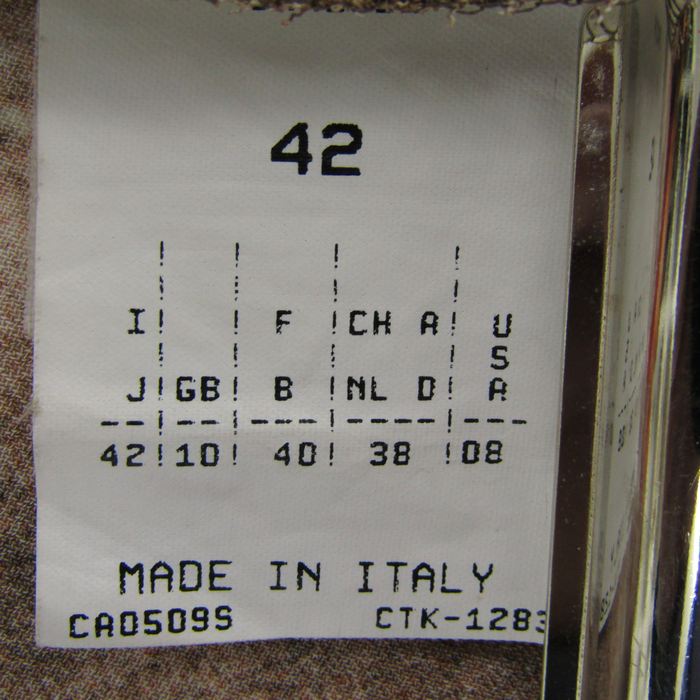 42
I ! ! F ! CH A ! U
S
J ! GB ! B ! NL D ! A
42 ! 10 ! 40 ! 38 ! 08
MADE IN ITALY
CA0509S CTK-1283